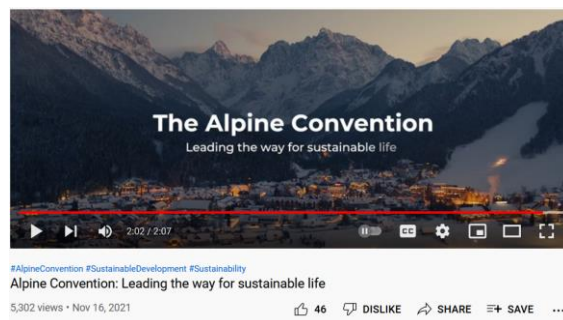 The Alpine Convention
Leading the way for sustainable life
2:02 / 2:07
CC
#AlpineConvention #SustainableDevelopment #Sustainability
Alpine Convention: Leading the way for sustainable life
5,302 views • Nov 16, 2021 46 DISLIKE SHARE SAVE ...